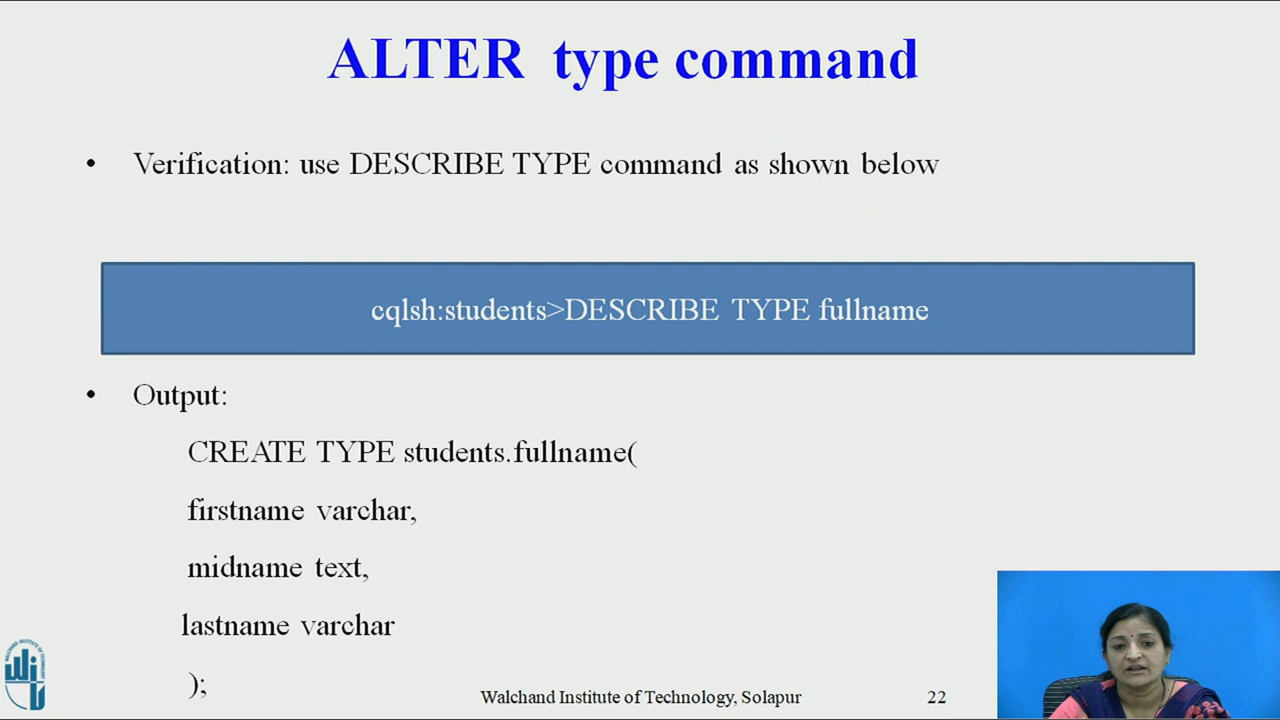 ALTER type command
• Verification: use DESCRIBE TYPE command as shown below
cqlsh:students>DESCRIBE TYPE fullname
• Output:
CREATE TYPE students.fullname(
firstname varchar,
midname text,
lastname varchar
);
Walchand Institute of Technology, Solapur 22